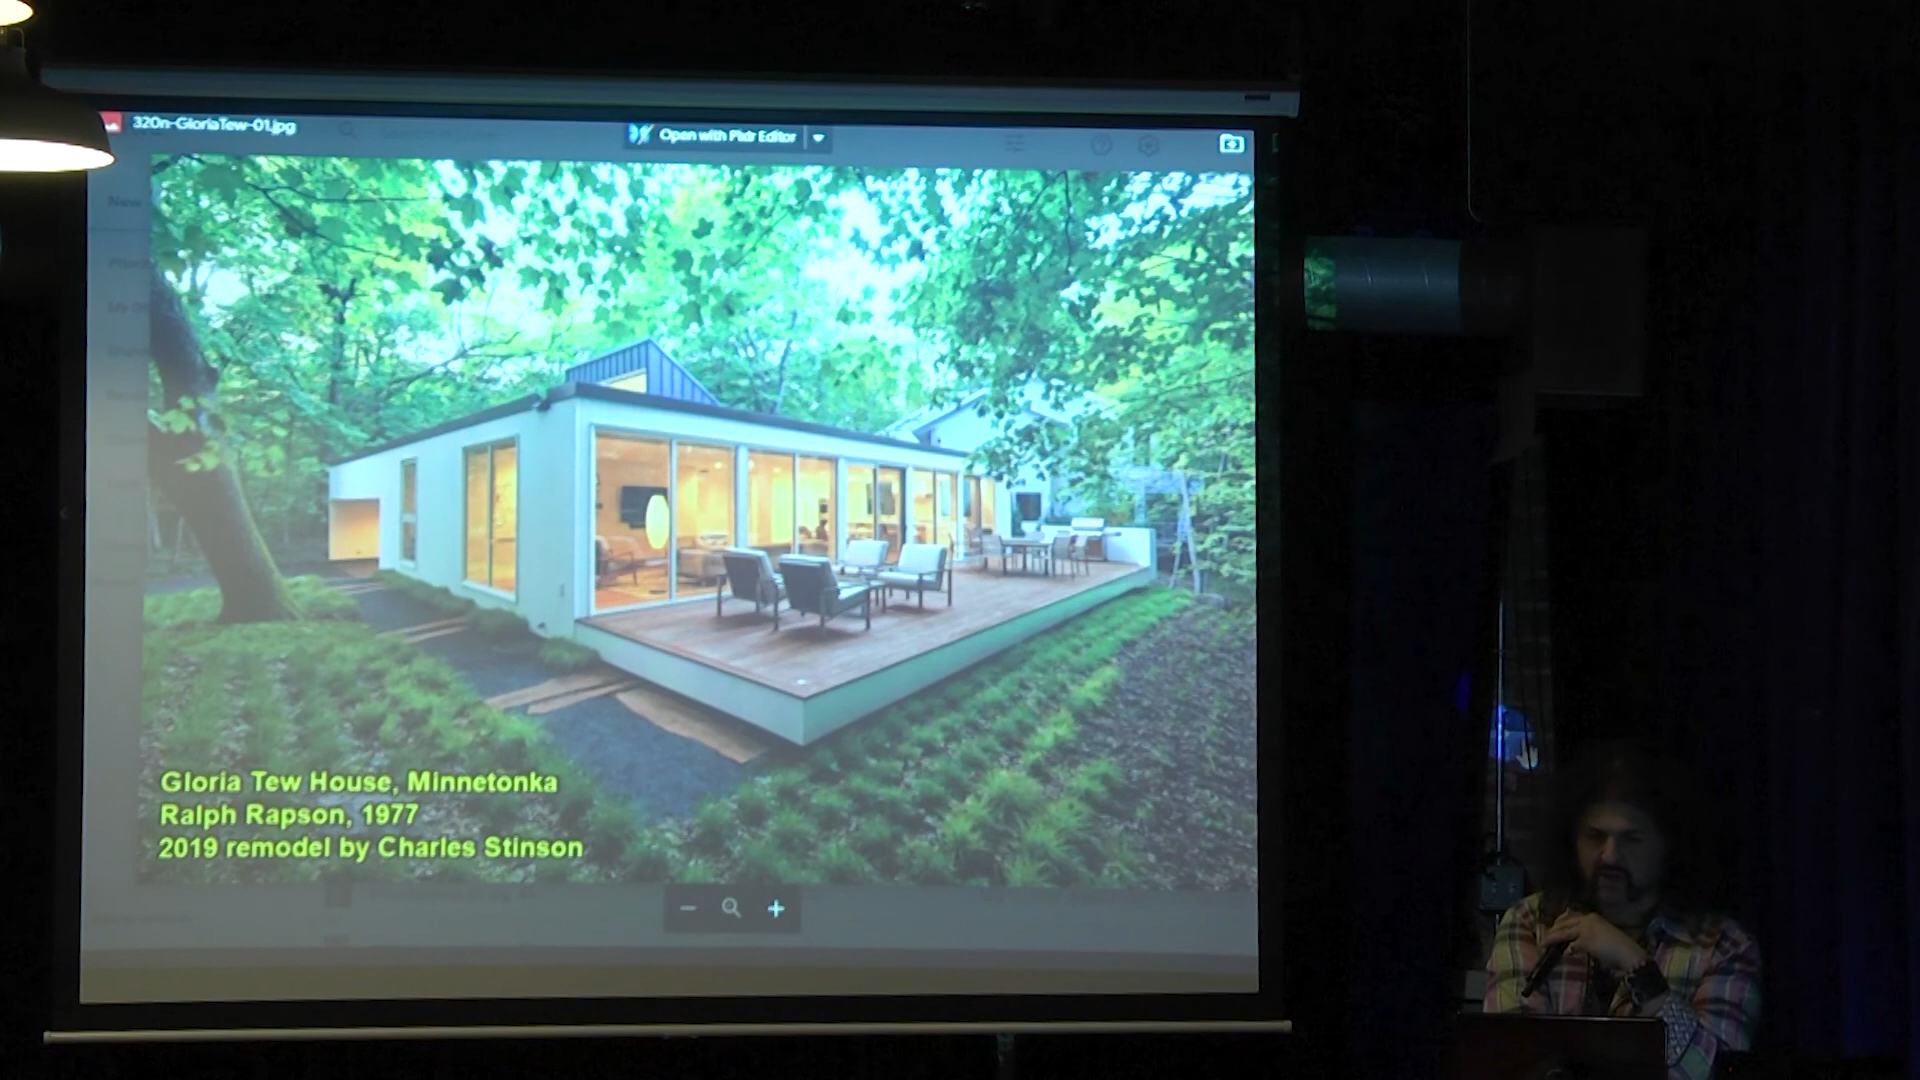 320n-GloriaTew-01.jpg
Open with Pixlr Editor
New
Gloria Tew House, Minnetonka
Ralph Rapson, 1977
2019 remodel by Charles Stinson